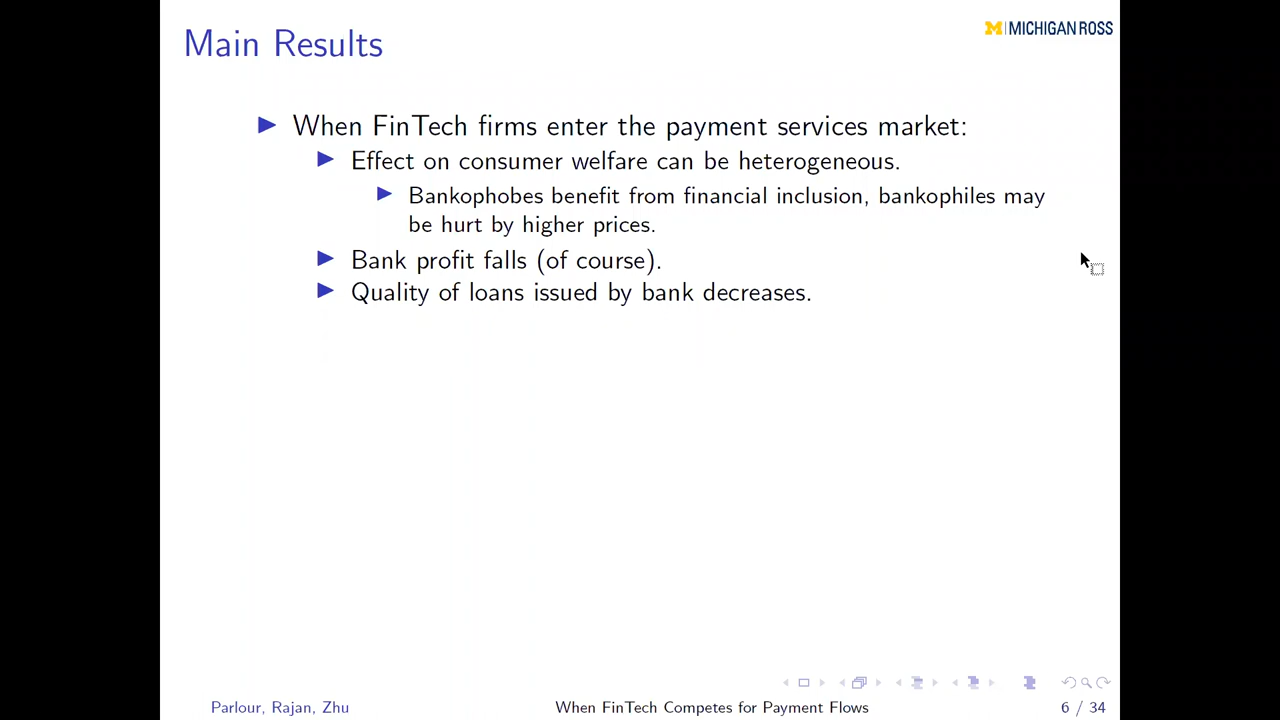 Main Results
M | MICHIGAN ROSS
When FinTech firms enter the payment services market:
Effect on consumer welfare can be heterogeneous.
Bankophobes benefit from financial inclusion, bankophiles may
be hurt by higher prices.
Bank profit falls (of course).
Quality of loans issued by bank decreases.
Parlour, Rajan, Zhu
When FinTech Competes for Payment Flows
6 / 34